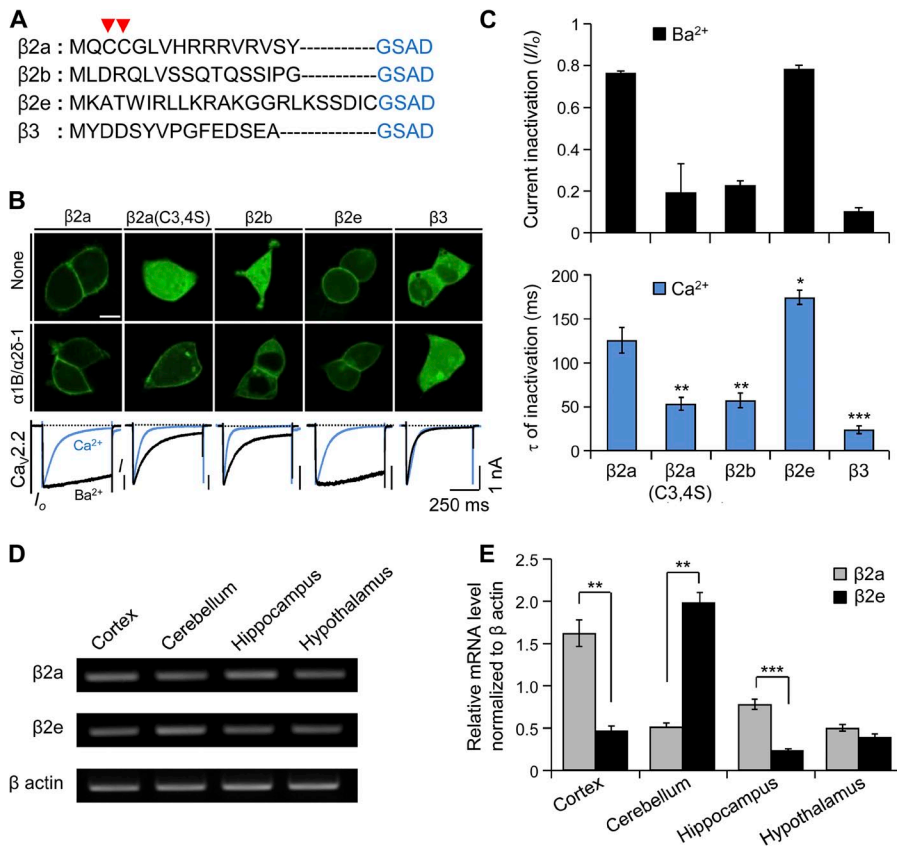 A
β2a : MQCCGLVHRRRVRVSY-----------GSAD
β2b : MLDRQLVSSQTQSSIPG-----------GSAD
β2e : MKATWIRLLKRAKGGRLKSSDICGSAD
β3 : MYDDSYVPGFEDSEA--------------GSAD
B
β2a β2a(C3,4S) β2b β2e β3
None
α1B/α2δ-1
CaV2.2
Ca2+
Ba2+
Io
I
1 nA
250 ms
C
Ba2+
Current inactivation (I/Io)
1
0.8
0.6
0.4
0.2
0
Ca2+
τ of inactivation (ms)
200
150
100
50
0
** ** * ***
β2a β2a β2b β2e β3
(C3,4S)
D
Cortex Cerebellum Hippocampus Hypothalamus
β2a
β2e
β actin
E
β2a
β2e
Relative mRNA level
normalized to β actin
2.5
2.0
1.5
1.0
0.5
0
** ** ***
Cortex Cerebellum Hippocampus Hypothalamus